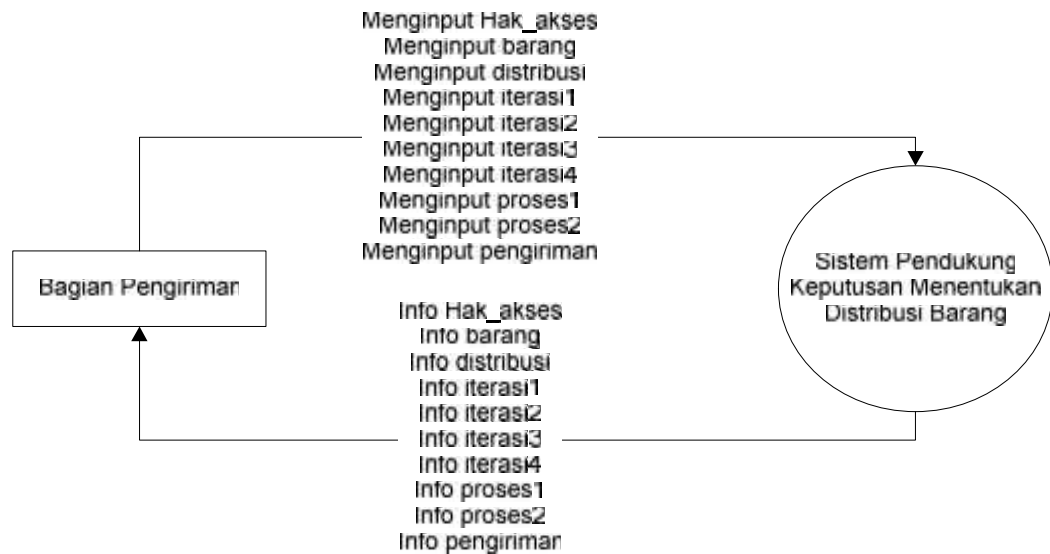 Menginput Hak_akses
Menginput barang
Menginput distribusi
Menginput iterasi1
Menginput iterasi2
Menginput iterasi3
Menginput iterasi4
Menginput proses1
Menginput proses2
Menginput pengiriman
Bagian Pengiriman
Sistem Pendukung
Keputusan Menentukan
Distribusi Barang
Info Hak_akses
Info barang
Info distribusi
Info iterasi1
Info iterasi2
Info iterasi3
Info iterasi4
Info proses1
Info proses2
Info pengiriman